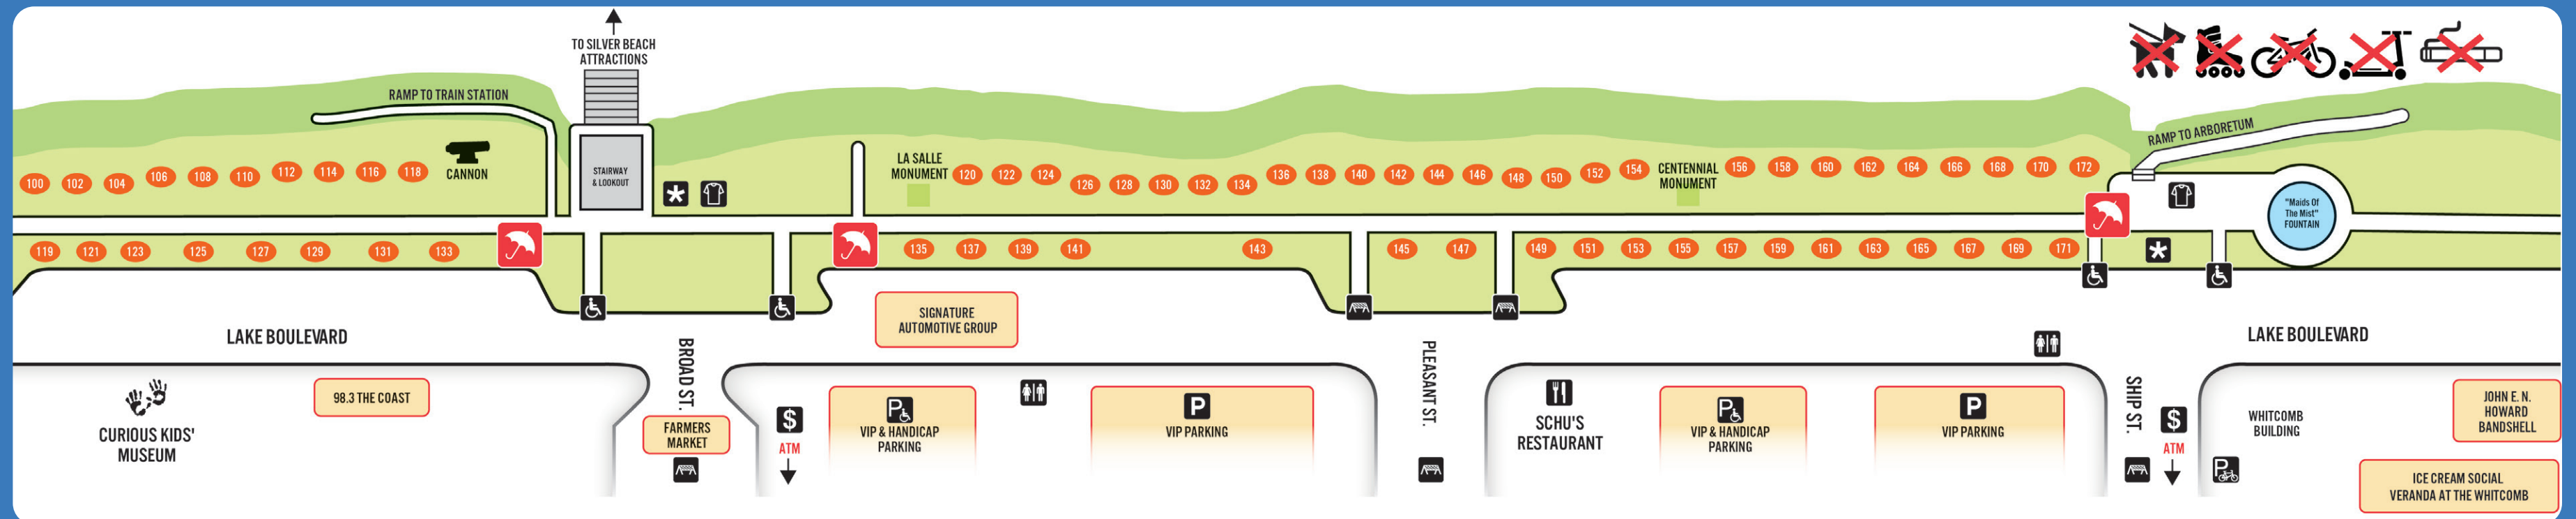 TO SILVER BEACH
ATTRACTIONS
RAMP TO TRAIN STATION
RAMP TO ARBORETUM
100 102 104 106 108 110 112 114 116 118
CANNON
STAIRWAY
& LOOKOUT
*
LA SALLE
MONUMENT
120 122 124 126 128 130 132 134 136 138 140 142 144 146 148 150 152 154
CENTENNIAL
MONUMENT
156 158 160 162 164 166 168 170 172
"Maids Of
The Mist"
FOUNTAIN
119 121 123 125 127 129 131 133
135 137 139 141 143 145 147 149 151 153 155 157 159 161 163 165 167 169 171
*
SIGNATURE
AUTOMOTIVE GROUP
LAKE BOULEVARD
LAKE BOULEVARD
BROAD ST.
PLEASANT ST.
SHIP ST.
CURIOUS KIDS'
MUSEUM
98.3 THE COAST
FARMERS
MARKET
$
ATM
P
VIP & HANDICAP
PARKING
P
VIP PARKING
SCHU'S
RESTAURANT
P
VIP & HANDICAP
PARKING
P
VIP PARKING
$
ATM
P
WHITCOMB
BUILDING
JOHN E. N.
HOWARD
BANDSHELL
ICE CREAM SOCIAL
VERANDA AT THE WHITCOMB